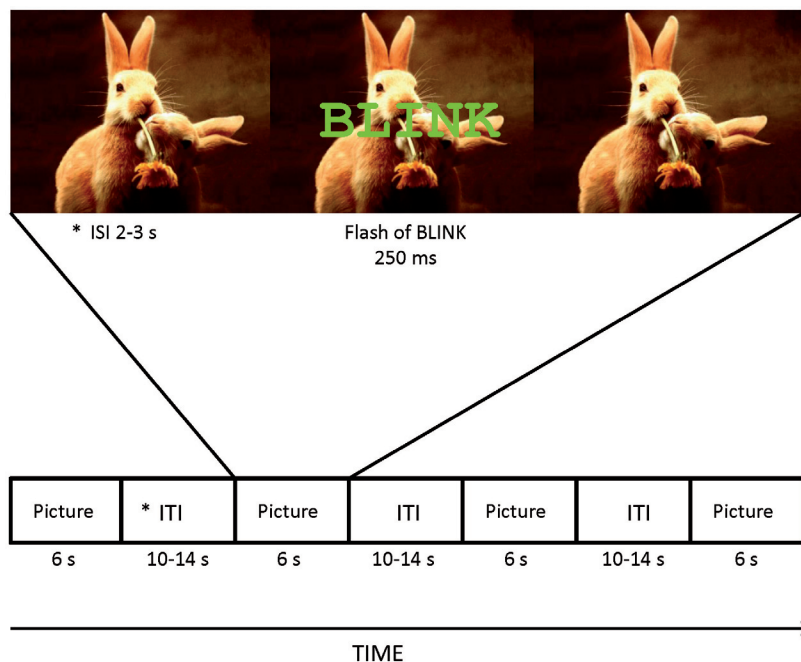 BLINK
* ISI 2-3 s
Flash of BLINK
250 ms
Picture * ITI Picture ITI Picture ITI Picture
6 s 10-14 s 6 s 10-14 s 6 s 10-14 s 6 s
TIME